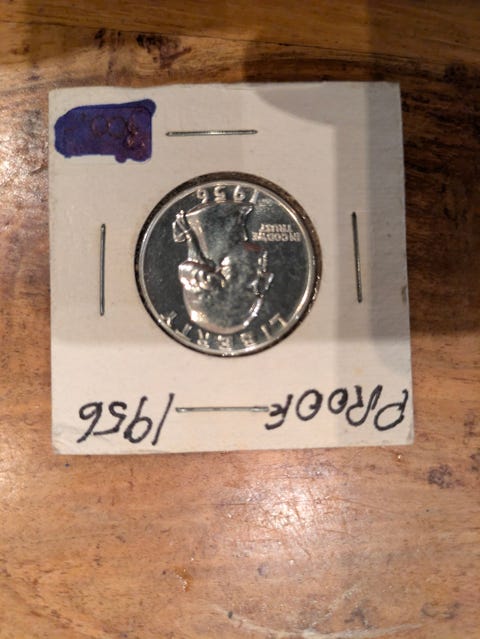 PROOF 1956
LIBERTY
IN GOD WE
TRUST
1956